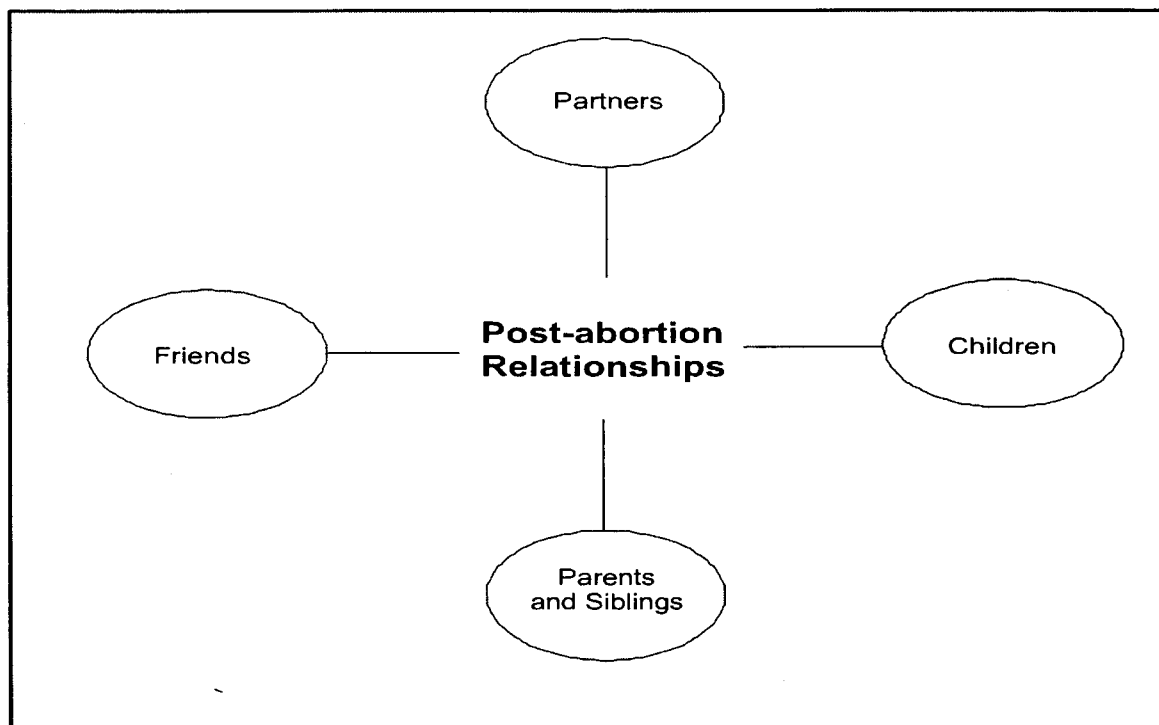 Partners
Friends
Post-abortion
Relationships
Children
Parents
and Siblings